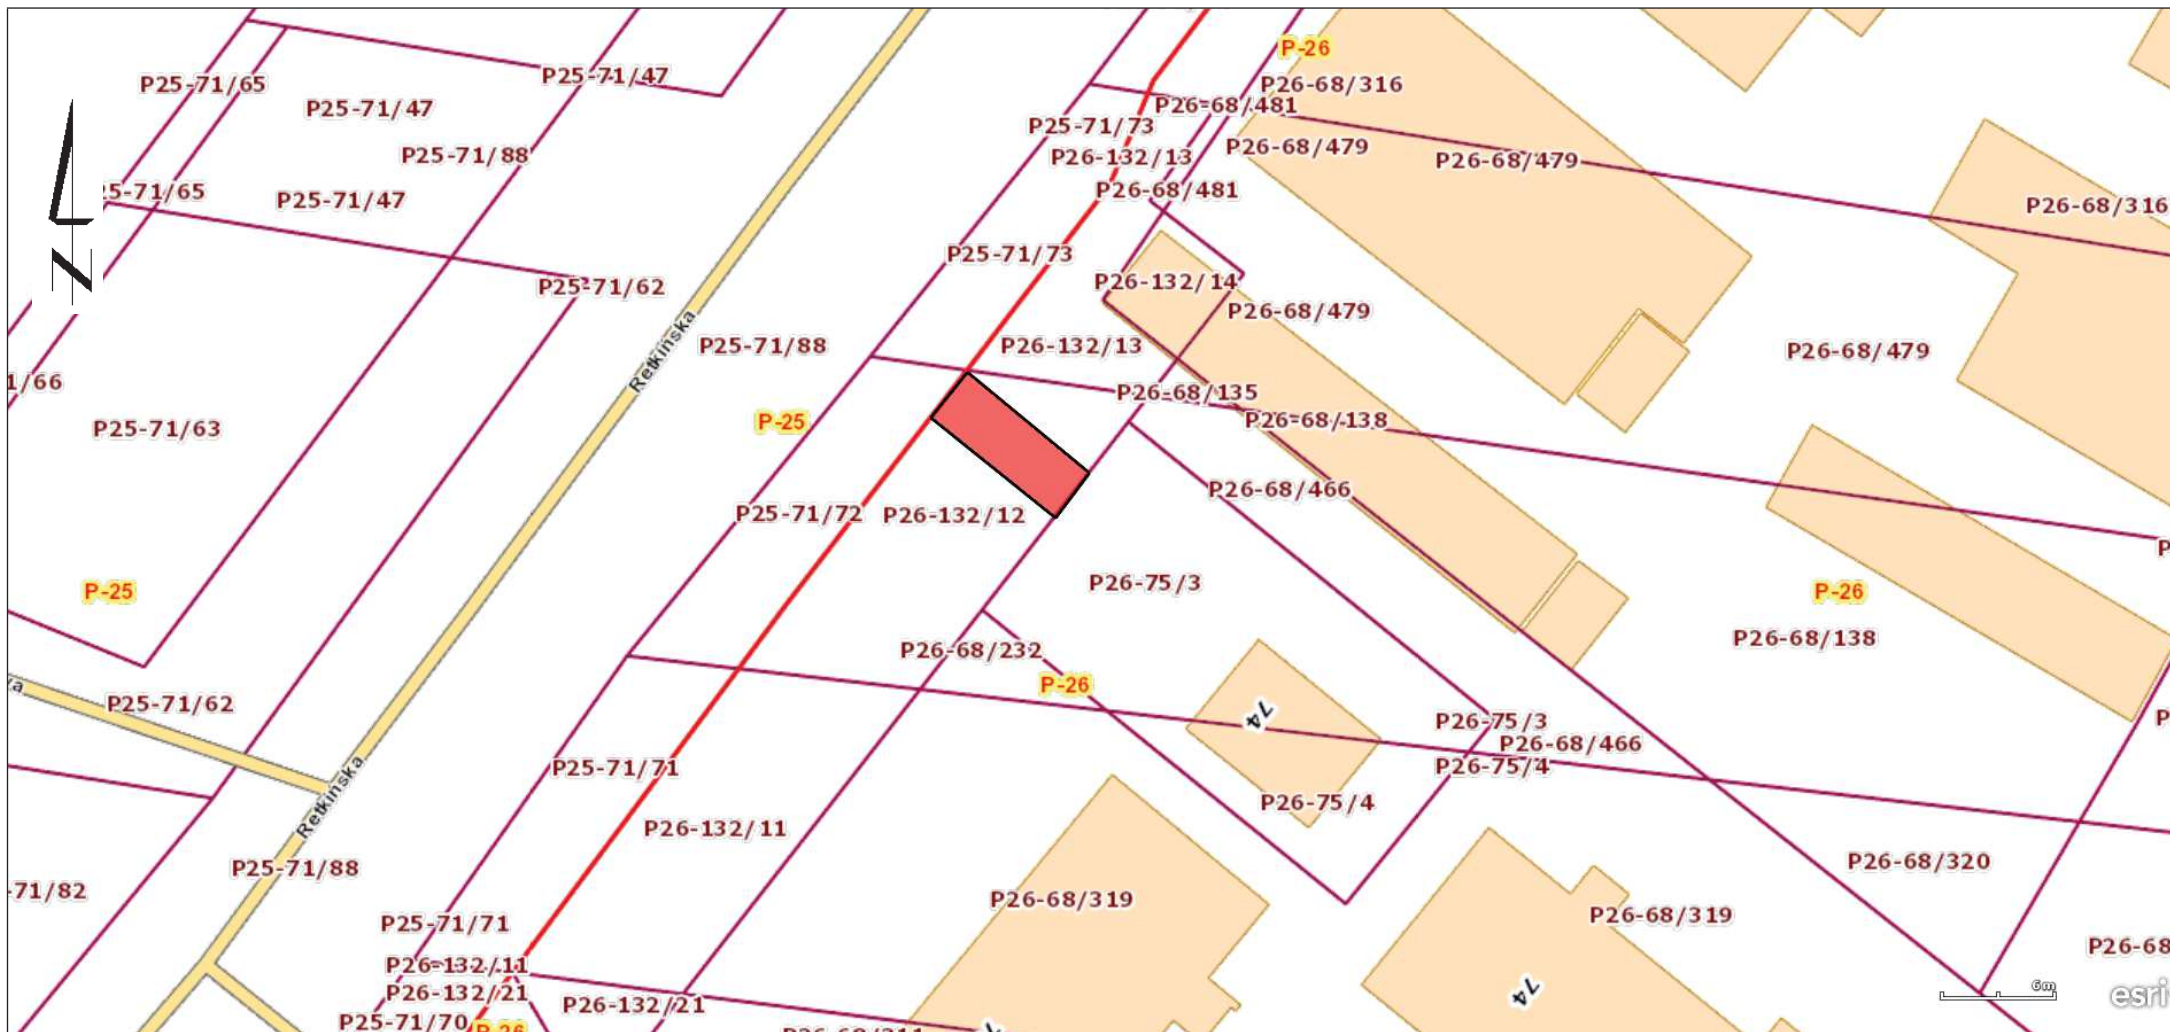 P-26
P25-71/47
P25-71/65
P26-68/316
P25-71/47
P26-68/481
P25-71/73
P26-68/479
P25-71/88
P26-132/13
P26-68/479
P26-68/481
5-71/65
P25-71/47
P26-68/316
N
P25-71/73
P26-132/14
P25-71/62
P26-68/479
Retkińska
P25-71/88
P26-132/13
P26-68/479
1/66
P26-68/135
P-25
P26-68/138
P25-71/63
P26-68/466
P25-71/72
P26-132/12
P
P26-75/3
P-25
P-26
P26-68/138
P26-68/232
P-26
P25-71/62
74
P26-75/3
P
P26-68/466
P25-71/71
P26-75/4
P26-75/4
Retkińska
P26-132/11
P26-68/320
P25-71/88
-71/82
P26-68/319
P26-68/319
P25-71/71
P26-68
P26-132/11
6m
P26-132/21
74
esri
P26-132/21
P25-71/70
P-26